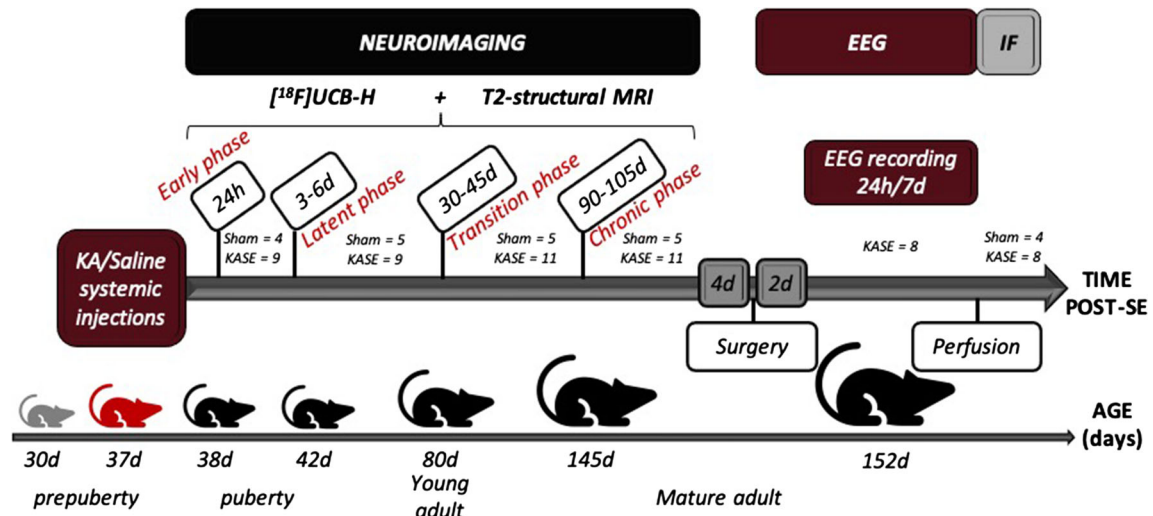 NEUROIMAGING
EEG
IF
[18F]UCB-H + T2-structural MRI
EEG recording
24h/7d
Early phase
24h
3-6d
Latent phase
30-45d
Transition phase
90-105d
Chronic phase
KA/Saline
systemic
injections
Sham = 4
KASE = 9
Sham = 5
KASE = 9
Sham = 5
KASE = 11
Sham = 5
KASE = 11
KASE = 8
Sham = 4
KASE = 8
4d
2d
TIME
POST-SE
Surgery
Perfusion
AGE
(days)
30d
37d
38d
42d
80d
145d
152d
prepuberty
puberty
Young
adult
Mature adult